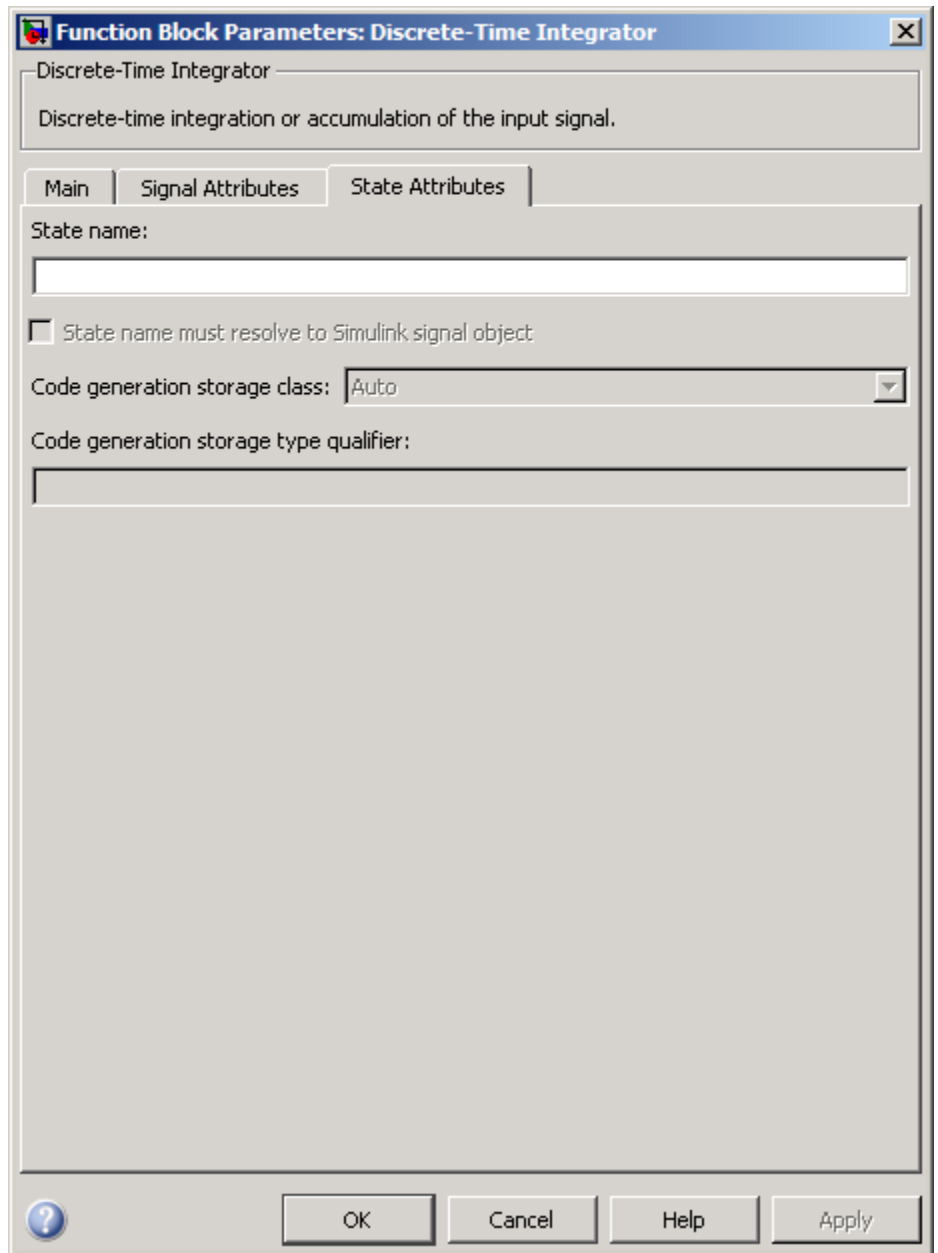 Function Block Parameters: Discrete-Time Integrator
Discrete-Time Integrator
Discrete-time integration or accumulation of the input signal.
Main Signal Attributes State Attributes
State name:
State name must resolve to Simulink signal object
Code generation storage class: Auto
Code generation storage type qualifier:
OK Cancel Help Apply